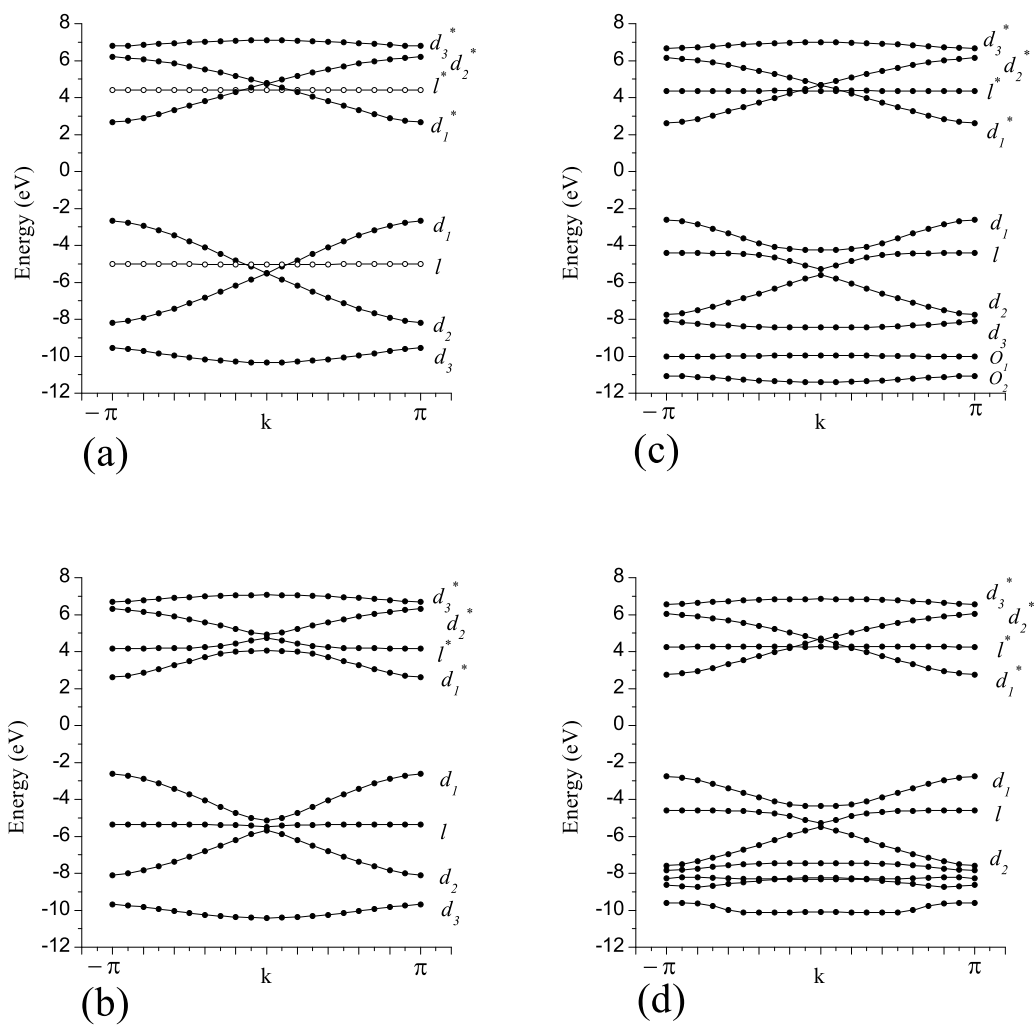 8
6
4
2
0
-2
-4
-6
-8
-10
-12
Energy (eV)
−π
π
k
d₃*
d₂*
l*
d₁*
d₁
l
d₂
d₃
(a)
8
6
4
2
0
-2
-4
-6
-8
-10
-12
Energy (eV)
−π
π
k
d₃*
d₂*
l*
d₁*
d₁
l
d₂
d₃
O₁
O₂
(c)
8
6
4
2
0
-2
-4
-6
-8
-10
-12
Energy (eV)
−π
π
k
d₃*
d₂*
l*
d₁*
d₁
l
d₂
d₃
(b)
8
6
4
2
0
-2
-4
-6
-8
-10
-12
Energy (eV)
−π
π
k
d₃*
d₂*
l*
d₁*
d₁
l
d₂
(d)